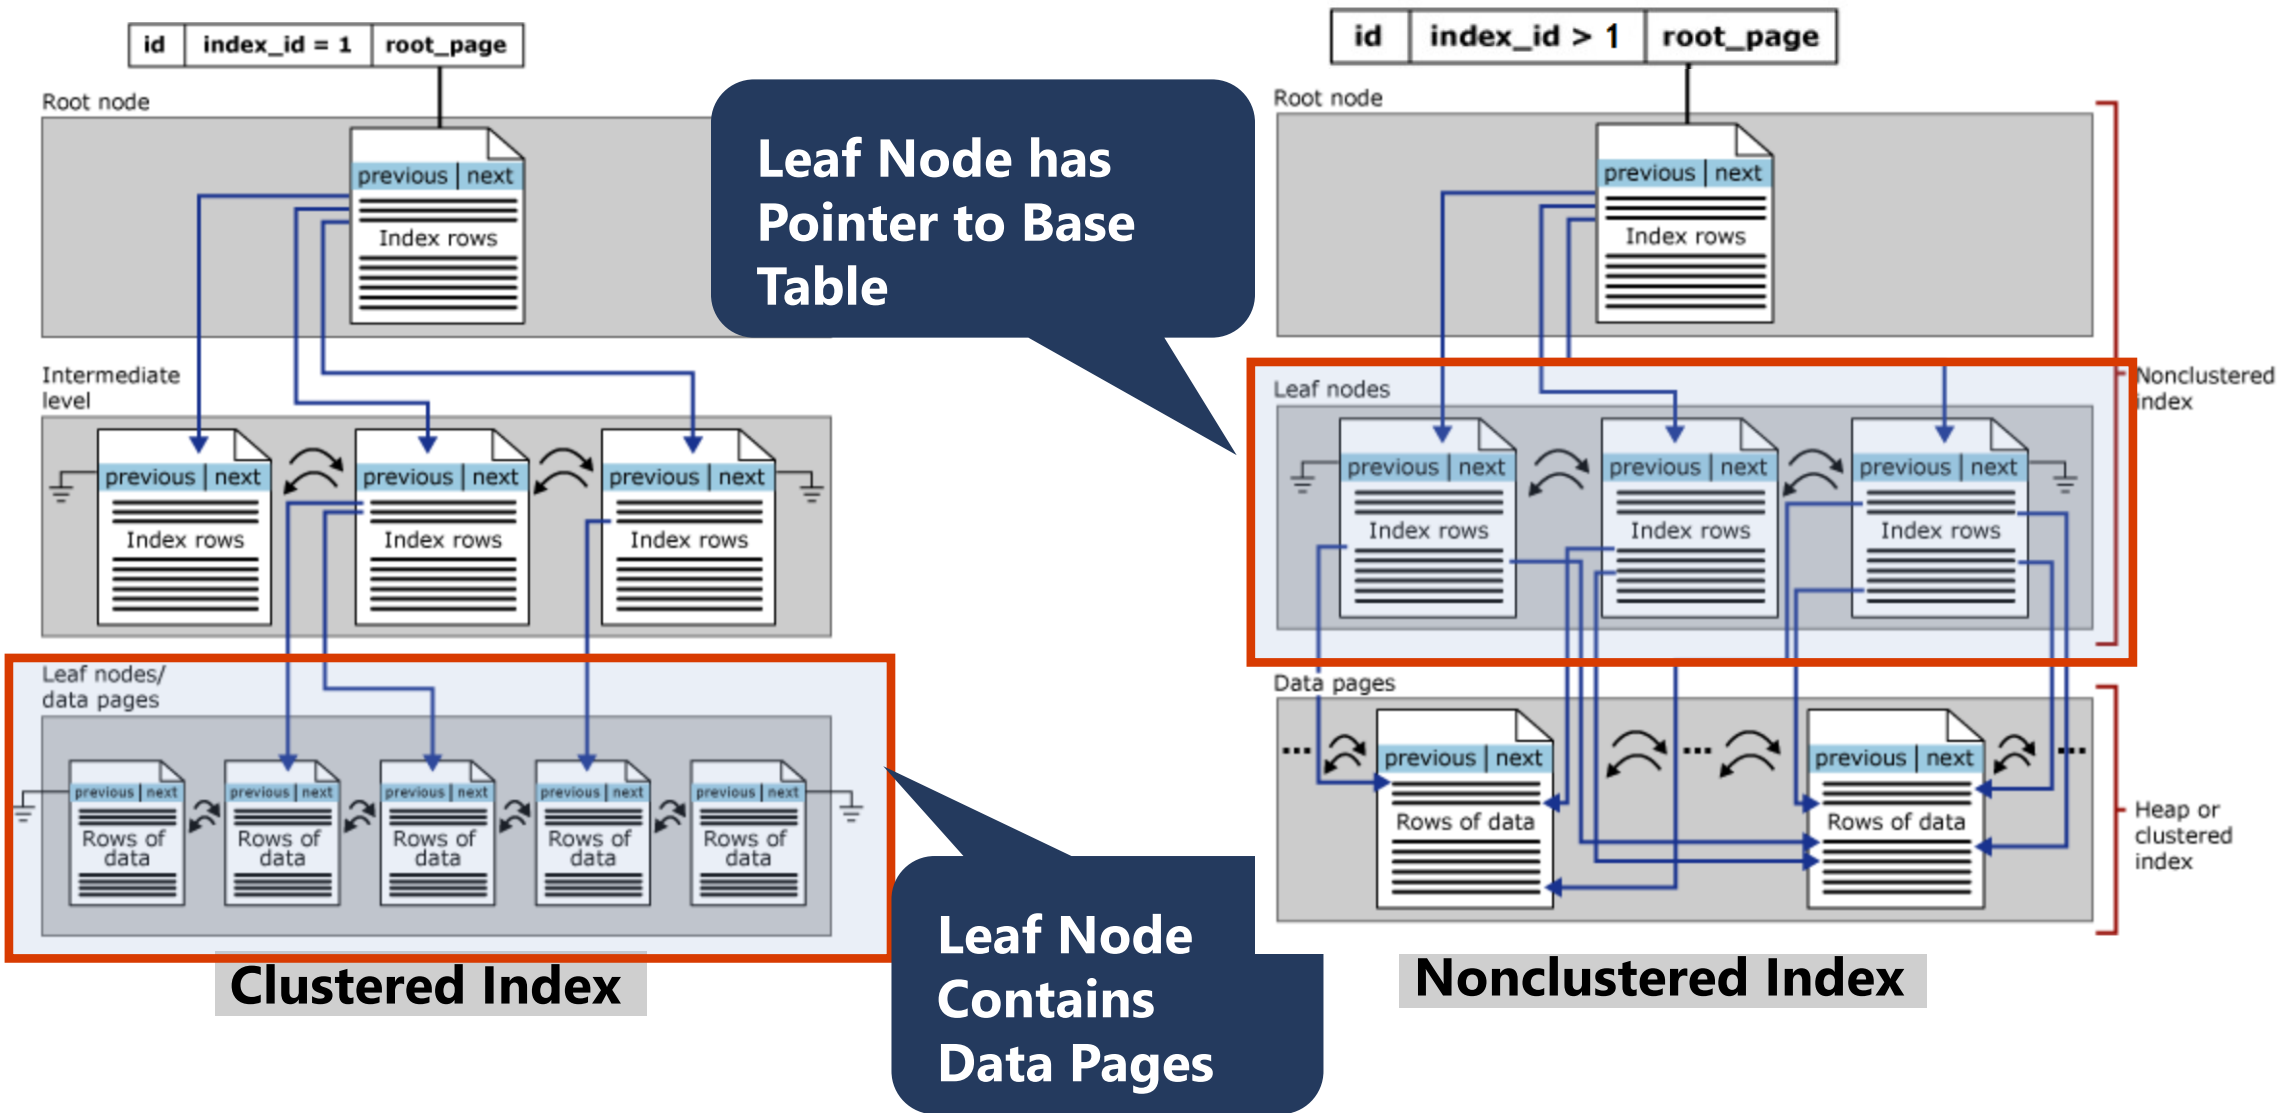 id index_id = 1 root_page
Root node
previous next
Index rows
Intermediate
level
previous next
Index rows
previous next
Index rows
previous next
Index rows
Leaf nodes/
data pages
previous next
Rows of
data
previous next
Rows of
data
previous next
Rows of
data
previous next
Rows of
data
previous next
Rows of
data
Clustered Index
Leaf Node has
Pointer to Base
Table
Leaf Node
Contains
Data Pages
id index_id > 1 root_page
Root node
previous next
Index rows
Leaf nodes
previous next
Index rows
previous next
Index rows
previous next
Index rows
Nonclustered
index
Data pages
... ... ...
previous next
Rows of data
previous next
Rows of data
Heap or
clustered
index
Nonclustered Index